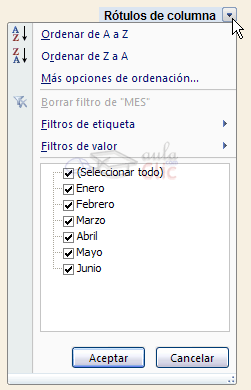 Rótulos de columna
Ordenar de A a Z
Ordenar de Z a A
Más opciones de ordenación...
Borrar filtro de "MES"
Filtros de etiqueta
Filtros de valor
aula
CLIC
(Seleccionar todo)
Enero
Febrero
Marzo
Abril
Mayo
Junio
Aceptar
Cancelar